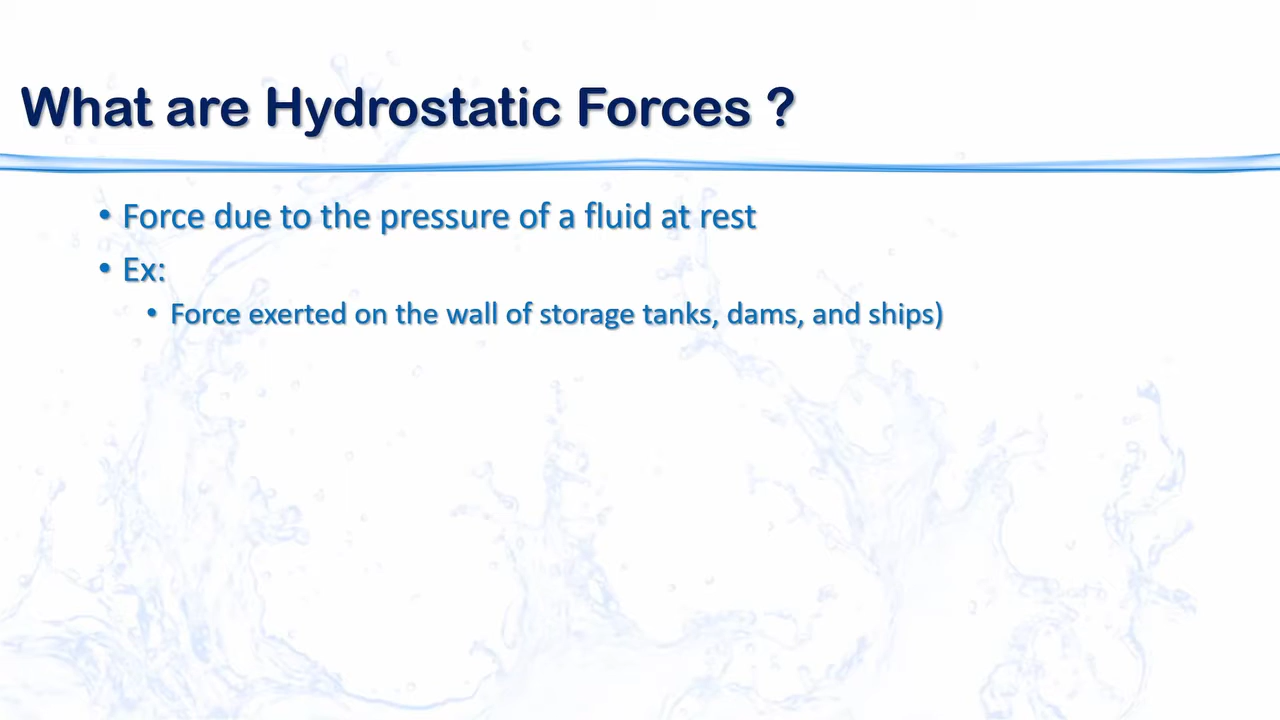 What are Hydrostatic Forces ?
• Force due to the pressure of a fluid at rest
• Ex:
• Force exerted on the wall of storage tanks, dams, and ships)